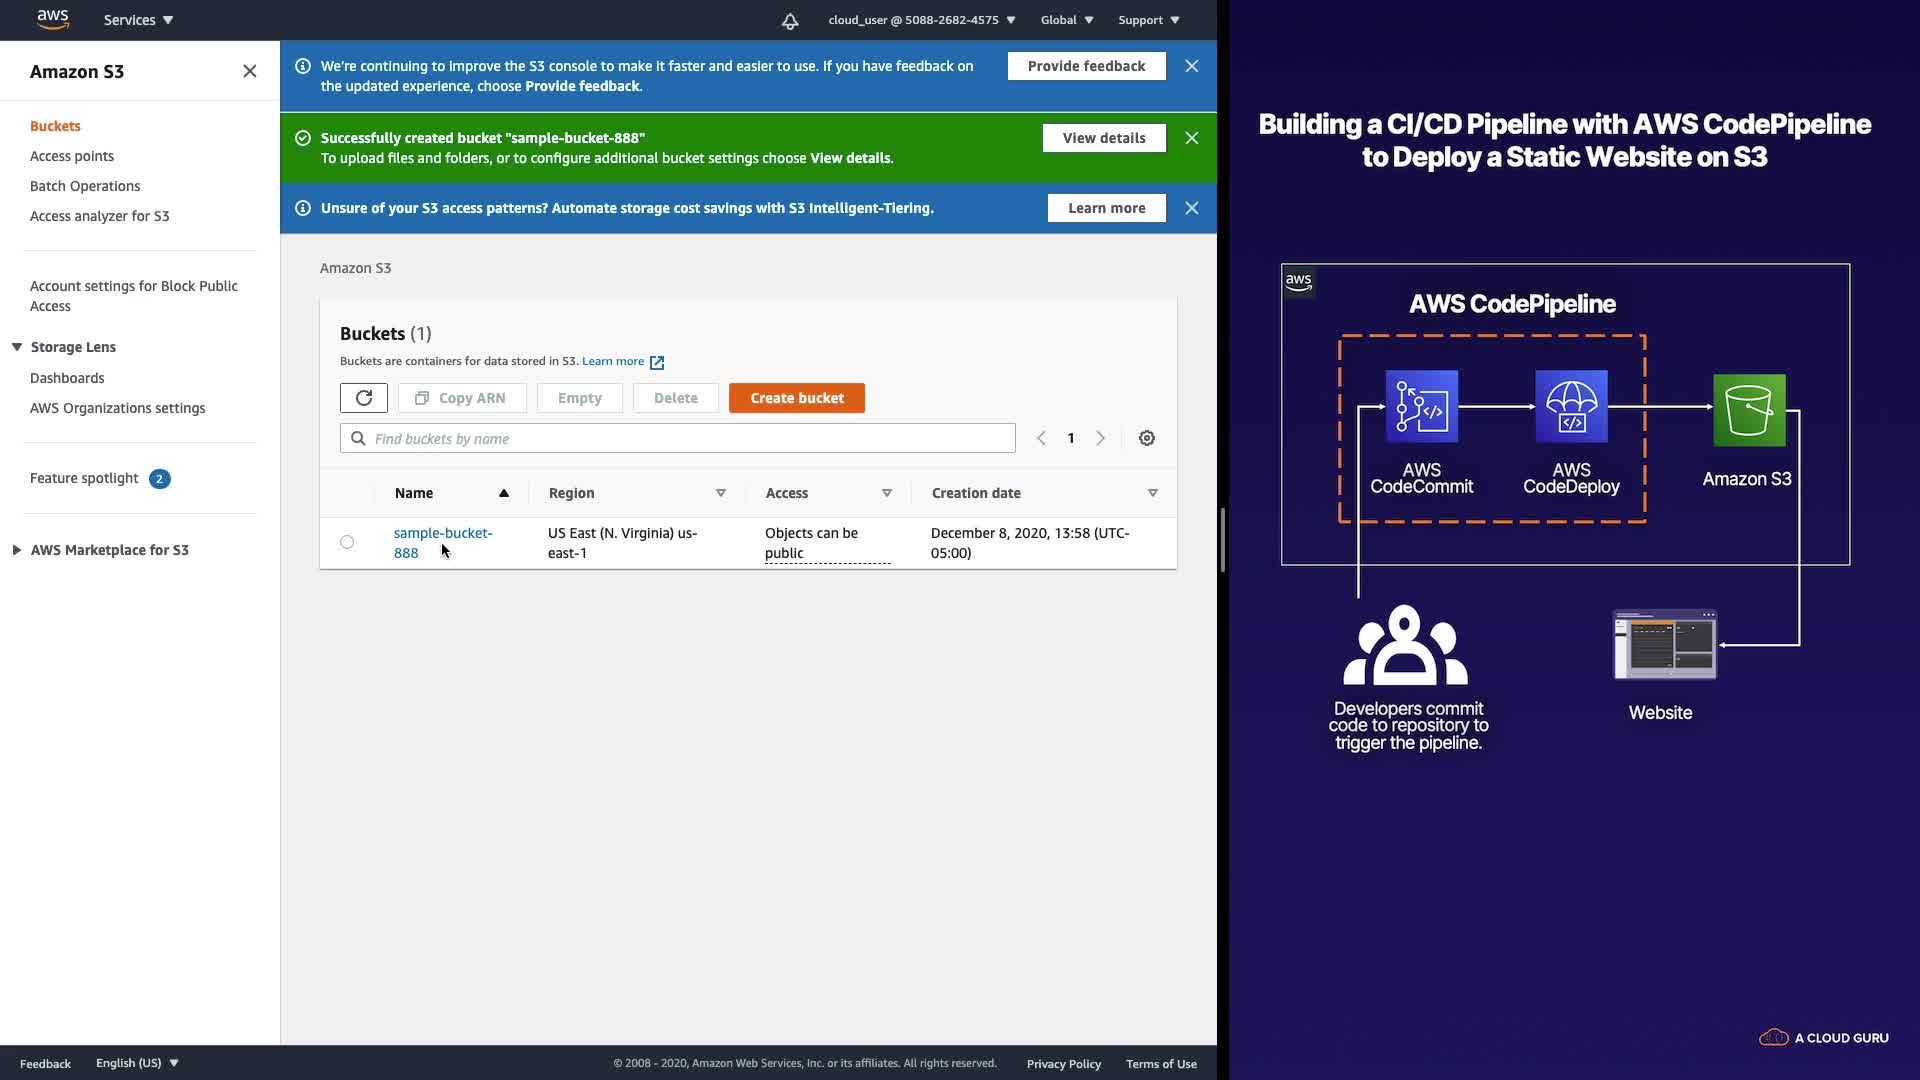 aws
Services
cloud_user @ 5088-2682-4575
Global
Support
Amazon S3
Buckets
Access points
Batch Operations
Access analyzer for S3
Account settings for Block Public
Access
Storage Lens
Dashboards
AWS Organizations settings
Feature spotlight 2
AWS Marketplace for S3
We're continuing to improve the S3 console to make it faster and easier to use. If you have feedback on
the updated experience, choose Provide feedback.
Provide feedback
Successfully created bucket "sample-bucket-888"
To upload files and folders, or to configure additional bucket settings choose View details.
View details
Unsure of your S3 access patterns? Automate storage cost savings with S3 Intelligent-Tiering.
Learn more
Amazon S3
Buckets (1)
Buckets are containers for data stored in S3. Learn more
Copy ARN
Empty
Delete
Create bucket
Find buckets by name
1
Name
Region
Access
Creation date
sample-bucket-
888
US East (N. Virginia) us-
east-1
Objects can be
public
December 8, 2020, 13:58 (UTC-
05:00)
Feedback
English (US)
© 2008 - 2020, Amazon Web Services, Inc. or its affiliates. All rights reserved.
Privacy Policy
Terms of Use
Building a CI/CD Pipeline with AWS CodePipeline
to Deploy a Static Website on S3
aws
AWS CodePipeline
AWS
CodeCommit
AWS
CodeDeploy
Amazon S3
Developers commit
code to repository to
trigger the pipeline.
Website
A CLOUD GURU